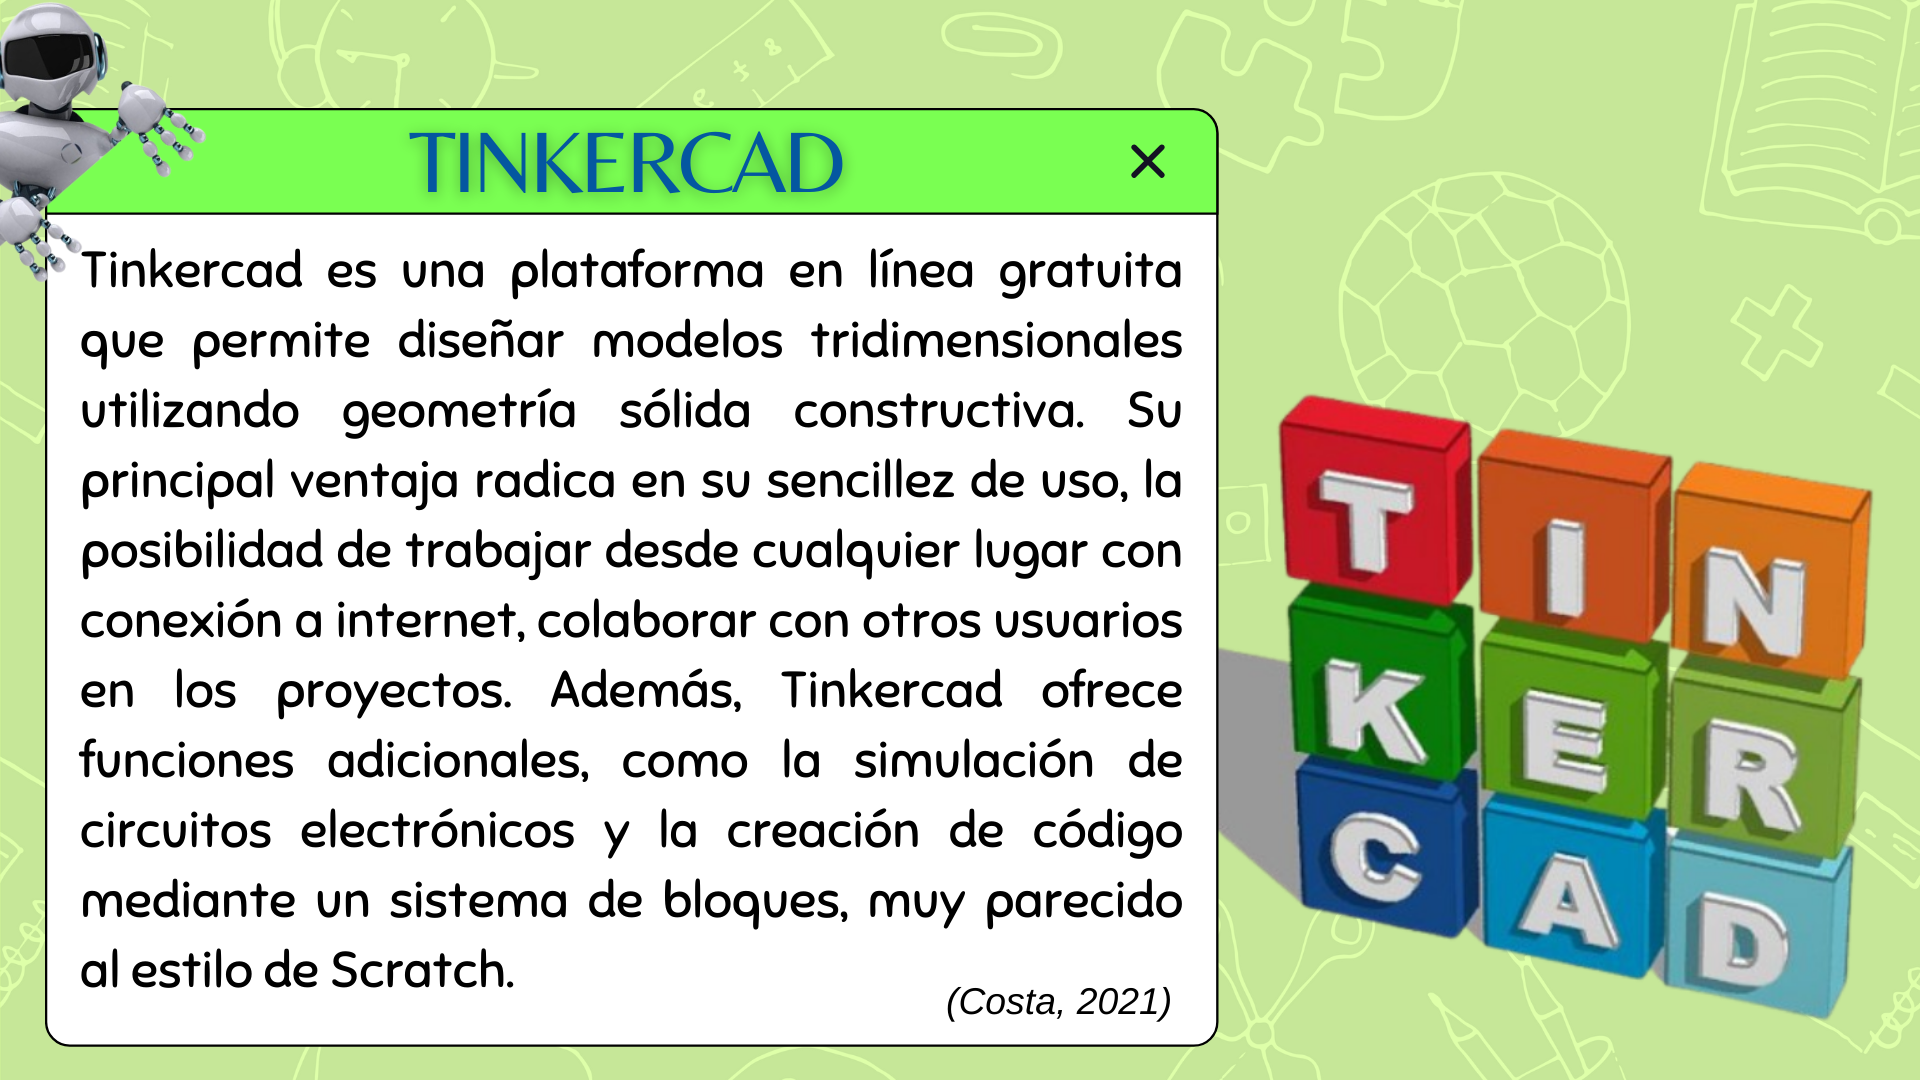 TINKERCAD
Tinkercad es una plataforma en línea gratuita
que permite diseñar modelos tridimensionales
utilizando geometría sólida constructiva. Su
principal ventaja radica en su sencillez de uso, la
posibilidad de trabajar desde cualquier lugar con
conexión a internet, colaborar con otros usuarios
en los proyectos. Además, Tinkercad ofrece
funciones adicionales, como la simulación de
circuitos electrónicos y la creación de código
mediante un sistema de bloques, muy parecido
al estilo de Scratch.
(Costa, 2021)
TIN
KER
CAD